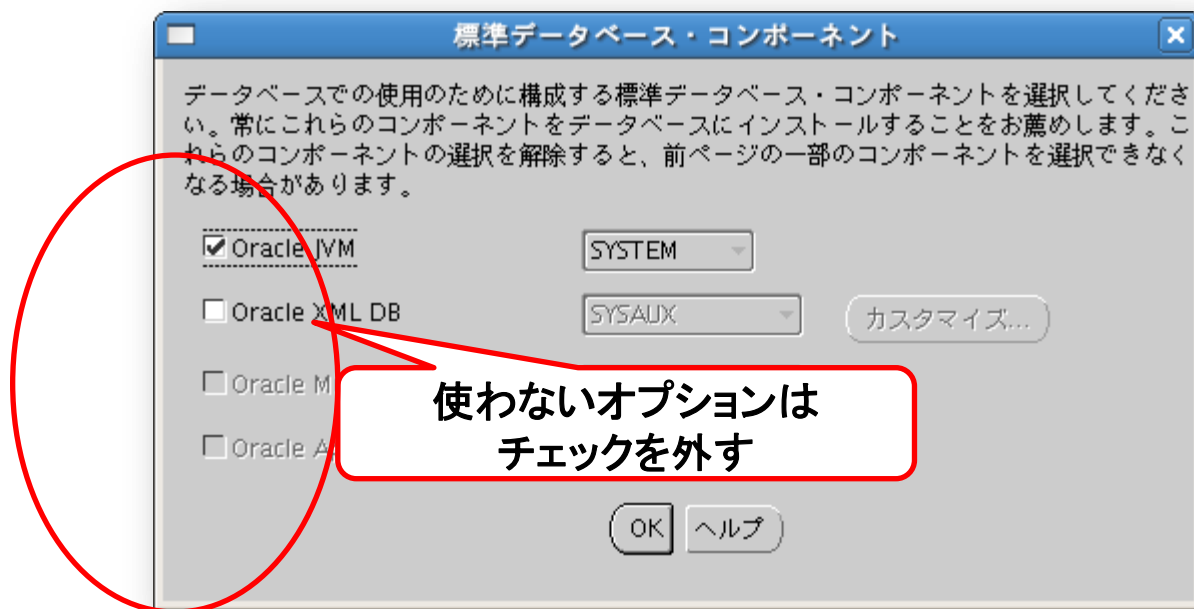 標準データベース・コンポーネント
データベースでの使用のために構成する標準データベース・コンポーネントを選択してくださ
い。常にこれらのコンポーネントをデータベースにインストールすることをお薦めします。こ
れらのコンポーネントの選択を解除すると、前ページの一部のコンポーネントを選択できなく
なる場合があります。
Oracle JVM SYSTEM
Oracle XML DB SYSAUX カスタマイズ...
Oracle M
使わないオプションは
チェックを外す
Oracle
OK ヘルプ